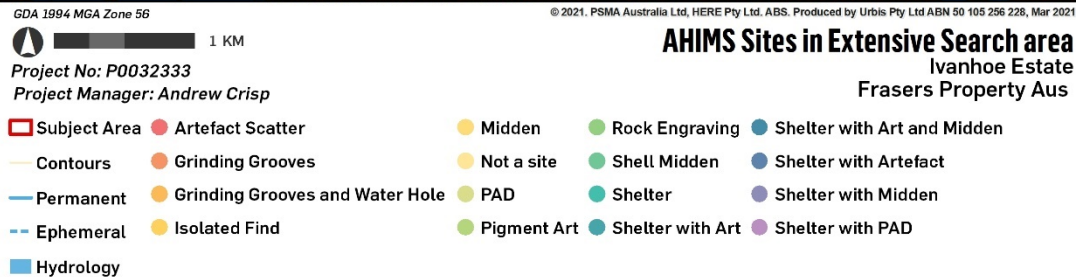 GDA 1994 MGA Zone 56
© 2021. PSMA Australia Ltd, HERE Pty Ltd. ABS. Produced by Urbis Pty Ltd ABN 50 105 256 228, Mar 2021
1 KM
AHIMS Sites in Extensive Search area
Ivanhoe Estate
Project No: P0032333
Frasers Property Aus
Project Manager: Andrew Crisp
Subject Area
Contours
Permanent
Ephemeral
Hydrology
Artefact Scatter
Grinding Grooves
Grinding Grooves and Water Hole
Isolated Find
Midden
Not a site
PAD
Pigment Art
Rock Engraving
Shell Midden
Shelter
Shelter with Art
Shelter with Art and Midden
Shelter with Artefact
Shelter with Midden
Shelter with PAD